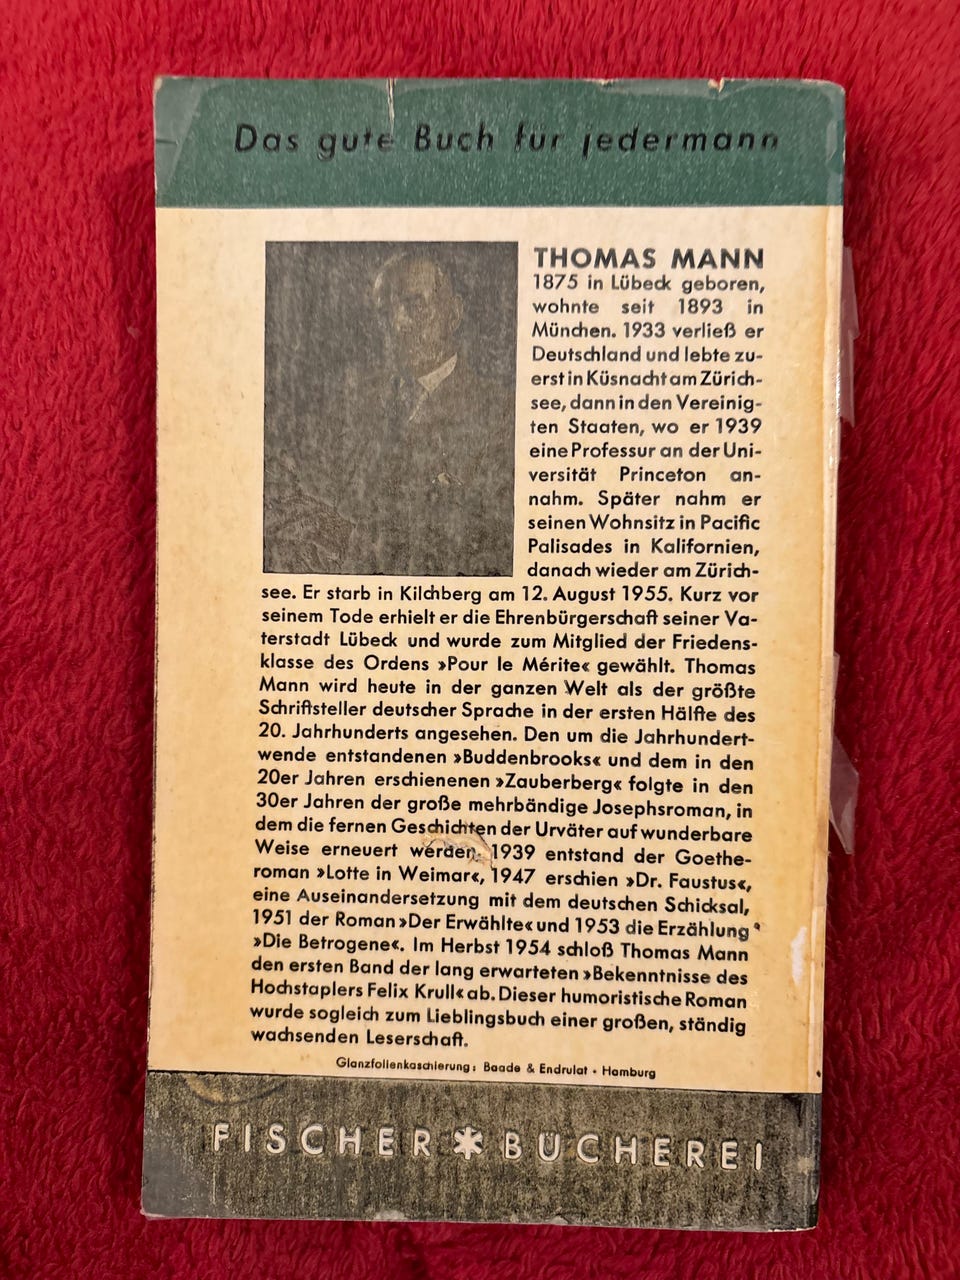 Das gute Buch für jedermann
THOMAS MANN
1875 in Lübeck geboren,
wohnte seit 1893 in
München. 1933 verließ er
Deutschland und lebte zu-
erst in Küsnacht am Zürich-
see, dann in den Vereinig-
ten Staaten, wo er 1939
eine Professur an der Uni-
versität Princeton an-
nahm. Später nahm er
seinen Wohnsitz in Pacific
Palisades in Kalifornien,
danach wieder am Zürich-
see. Er starb in Kilchberg am 12. August 1955. Kurz vor
seinem Tode erhielt er die Ehrenbürgerschaft seiner Va-
terstadt Lübeck und wurde zum Mitglied der Friedens-
klasse des Ordens »Pour le Mérite« gewählt. Thomas
Mann wird heute in der ganzen Welt als der größte
Schriftsteller deutscher Sprache in der ersten Hälfte des
20. Jahrhunderts angesehen. Den um die Jahrhundert-
wende entstandenen »Buddenbrooks« und dem in den
20er Jahren erschienenen »Zauberberg« folgte in den
30er Jahren der große mehrbändige Josephsroman, in
dem die fernen Geschichten der Urväter auf wunderbare
Weise erneuert werden. 1939 entstand der Goethe-
roman »Lotte in Weimar«, 1947 erschien »Dr. Faustus«,
eine Auseinandersetzung mit dem deutschen Schicksal,
1951 der Roman »Der Erwählte« und 1953 die Erzählung
»Die Betrogene«. Im Herbst 1954 schloß Thomas Mann
den ersten Band der lang erwarteten »Bekenntnisse des
Hochstaplers Felix Krull« ab. Dieser humoristische Roman
wurde sogleich zum Lieblingsbuch einer großen, ständig
wachsenden Leserschaft.
Glanzfolienkaschierung: Baade & Endrulat • Hamburg
FISCHER * BÜCHEREI